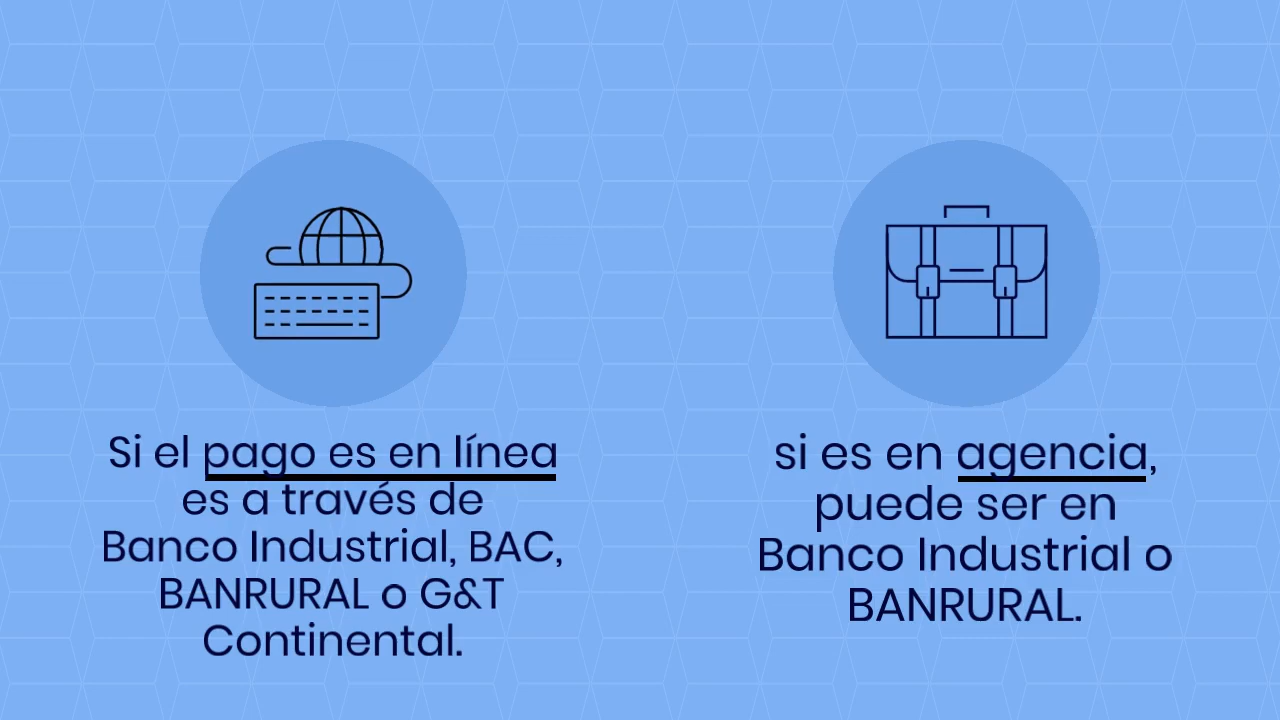 Si el pago es en línea
es a través de
Banco Industrial, BAC,
BANRURAL o G&T
Continental.
si es en agencia,
puede ser en
Banco Industrial o
BANRURAL.